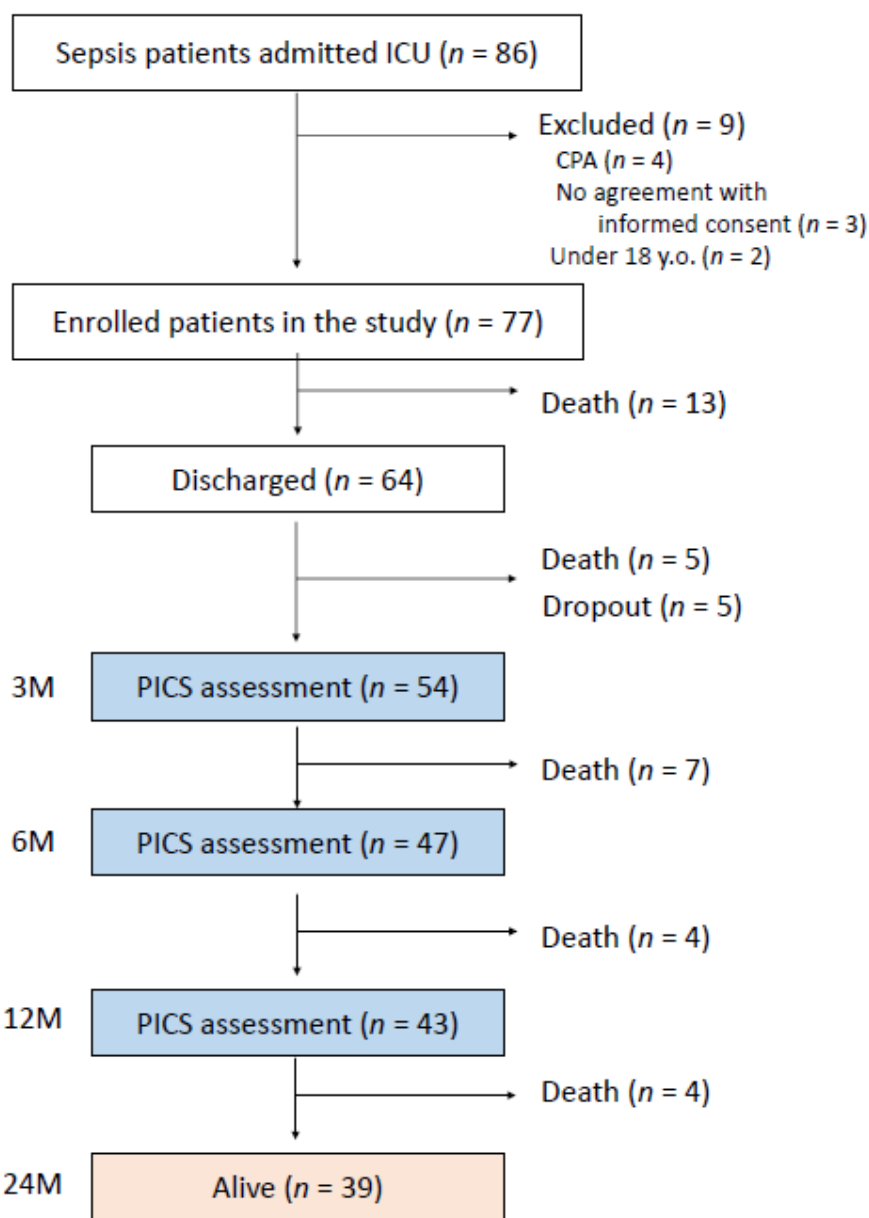 Sepsis patients admitted ICU (n = 86)
Excluded (n = 9)
CPA (n = 4)
No agreement with
informed consent (n = 3)
Under 18 y.o. (n = 2)
Enrolled patients in the study (n = 77)
Death (n = 13)
Discharged (n = 64)
Death (n = 5)
Dropout (n = 5)
3M PICS assessment (n = 54)
Death (n = 7)
6M PICS assessment (n = 47)
Death (n = 4)
12M PICS assessment (n = 43)
Death (n = 4)
24M Alive (n = 39)